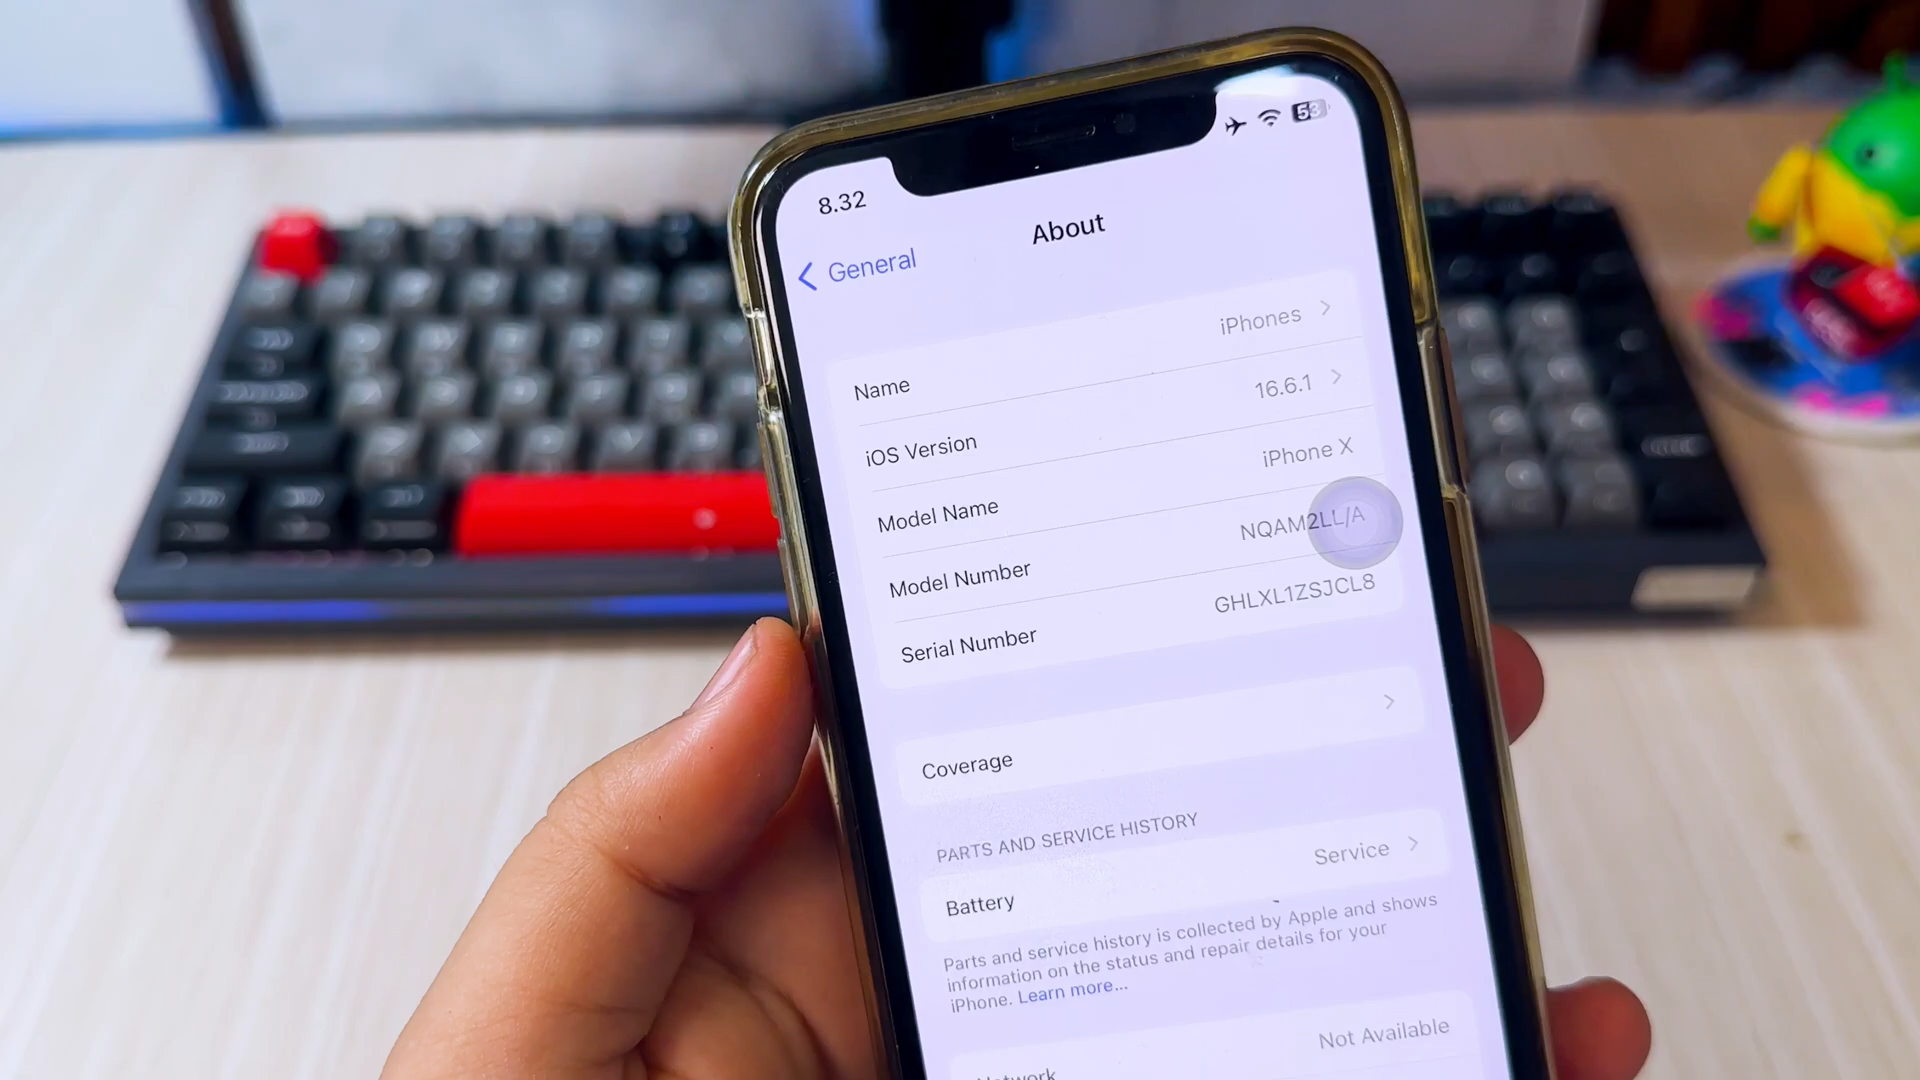 8.32
53
General
About
Name
iPhones
iOS Version
16.6.1
Model Name
iPhone X
Model Number
NQAM2LL/A
Serial Number
GHLXL1ZSJCL8
Coverage
PARTS AND SERVICE HISTORY
Battery
Service
Parts and service history is collected by Apple and shows
information on the status and repair details for your
iPhone. Learn more...
Network
Not Available